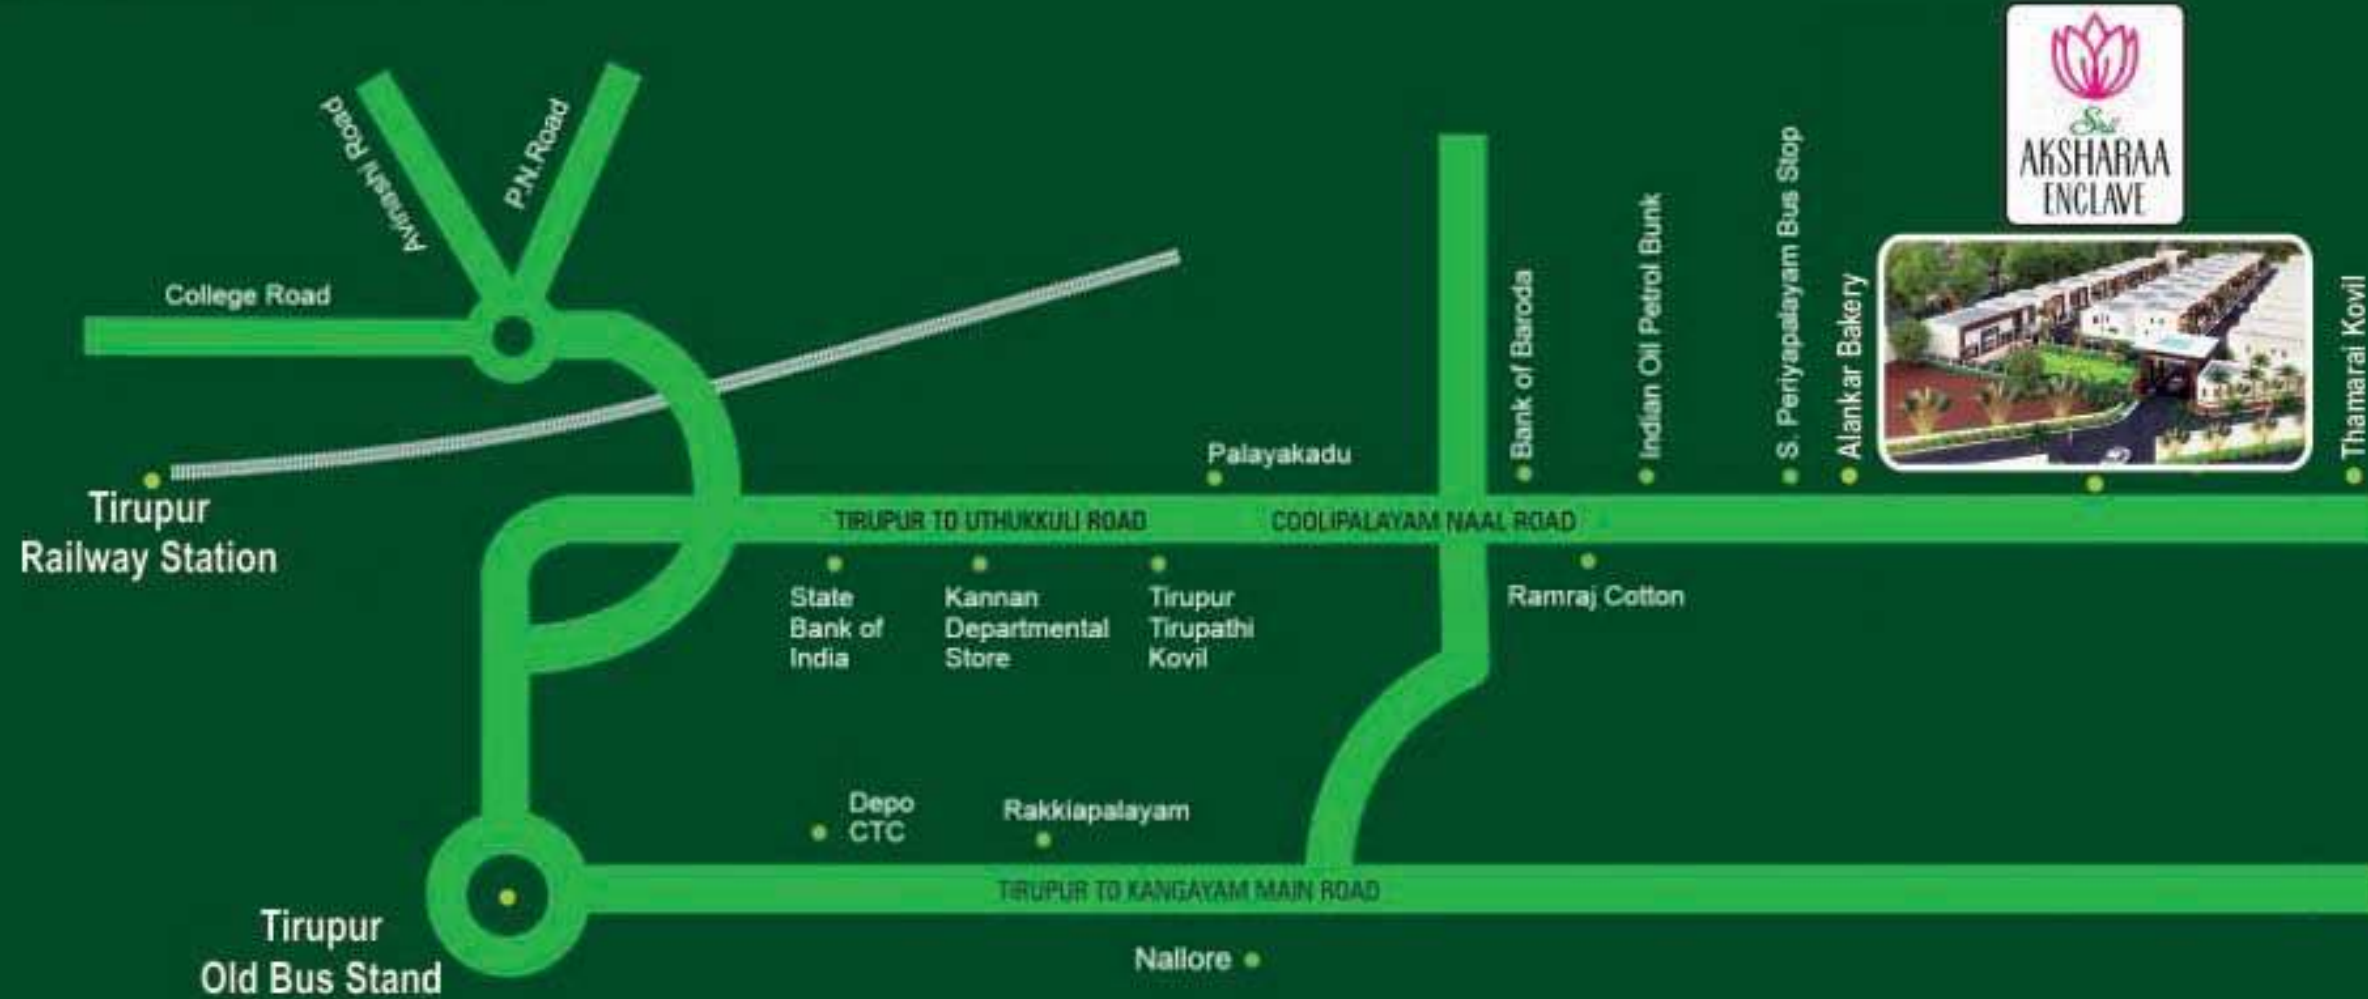 Avinashi Road
P.N.Road
College Road
Tirupur
Railway Station
Palayakadu
Bank of Baroda
Indian Oil Petrol Bunk
S. Periyapalayam Bus Stop
Alankar Bakery
Shri
AKSHARAA
ENCLAVE
Thamarai Kovil
TIRUPUR TO UTHUKKULI ROAD
COOLIPALAYAM NAAL ROAD
State
Bank of
India
Kannan
Departmental
Store
Tirupur
Tirupathi
Kovil
Ramraj Cotton
Depo
CTC
Rakkiapalayam
TIRUPUR TO KANGAYAM MAIN ROAD
Tirupur
Old Bus Stand
Nallore